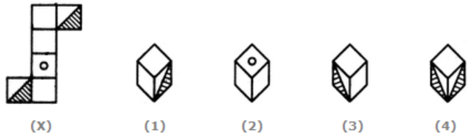 (X) (1) (2) (3) (4)